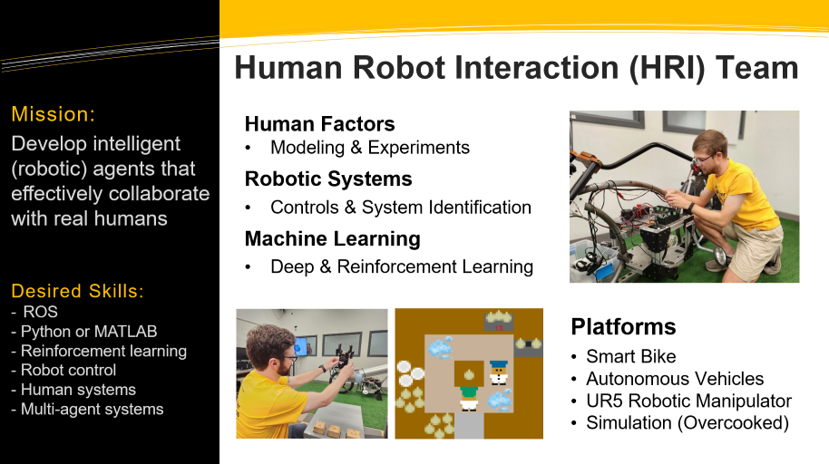 Human Robot Interaction (HRI) Team
Mission:
Develop intelligent
(robotic) agents that
effectively collaborate
with real humans
Desired Skills:
- ROS
- Python or MATLAB
- Reinforcement learning
- Robot control
- Human systems
- Multi-agent systems
Human Factors
• Modeling & Experiments
Robotic Systems
• Controls & System Identification
Machine Learning
• Deep & Reinforcement Learning
Platforms
• Smart Bike
• Autonomous Vehicles
• UR5 Robotic Manipulator
• Simulation (Overcooked)